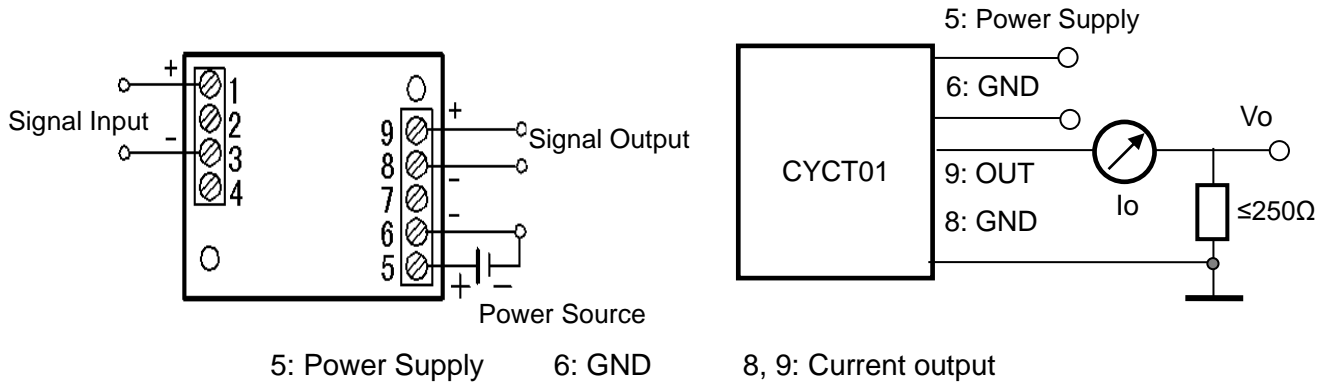 5: Power Supply
6: GND
9: OUT
8: GND
CYCT01
Io
Vo
≤250Ω
Signal Input
+
-
1
2
3
4
9
8
7
6
5
+
-
-
+ −
Signal Output
Power Source
5: Power Supply 6: GND 8, 9: Current output